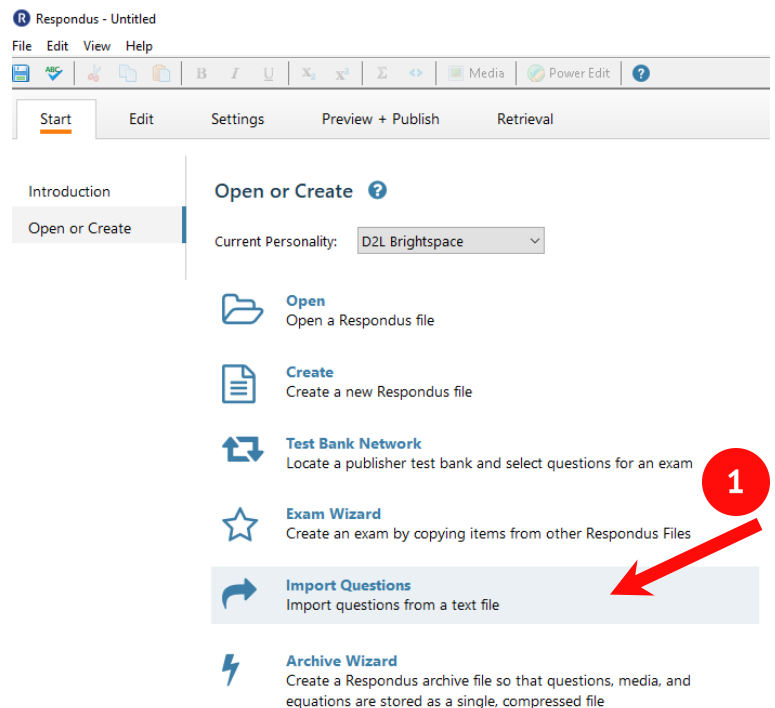 R Respondus - Untitled
File Edit View Help
ABC B I U X₂ X² Σ <> Media Power Edit ?
Start Edit Settings Preview + Publish Retrieval
Introduction
Open or Create
Open or Create ?
Current Personality: D2L Brightspace
Open
Open a Respondus file
Create
Create a new Respondus file
Test Bank Network
Locate a publisher test bank and select questions for an exam
1
Exam Wizard
Create an exam by copying items from other Respondus Files
Import Questions
Import questions from a text file
Archive Wizard
Create a Respondus archive file so that questions, media, and
equations are stored as a single, compressed file